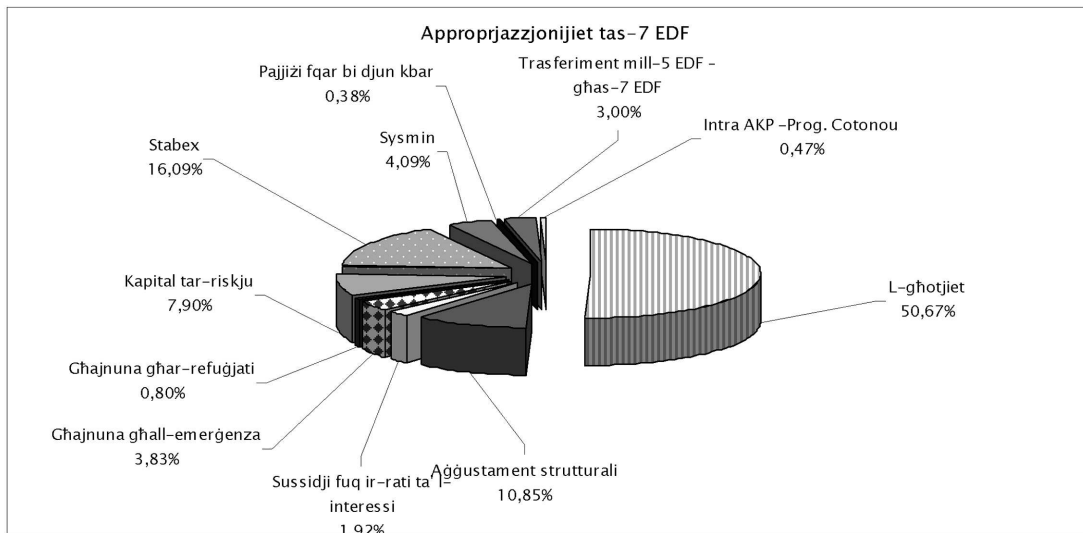 Approprjazzjonijiet tas-7 EDF
Pajjiżi fqar bi djun kbar
0,38%
Trasferiment mill-5 EDF -
għas-7 EDF
3,00%
Intra AKP -Prog. Cotonou
0,47%
Sysmin
4,09%
Stabex
16,09%
Kapital tar-riskju
7,90%
L-għotjiet
50,67%
Għajnuna għar-refuġjati
0,80%
Għajnuna għall-emerġenza
3,83%
Sussidji fuq ir-rati ta' l-
interessi
1,92%
Aġġustament strutturali
10,85%